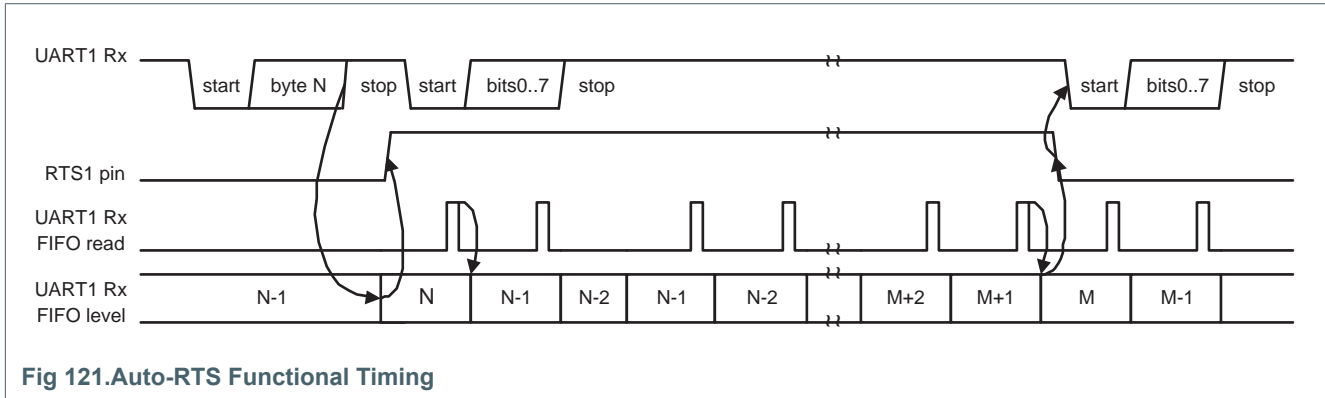 UART1 Rx
start byte N stop start bits0..7 stop start bits0..7 stop
RTS1 pin
UART1 Rx
FIFO read
UART1 Rx
FIFO level
N-1 N N-1 N-2 N-1 N-2 M+2 M+1 M M-1
Fig 121.Auto-RTS Functional Timing